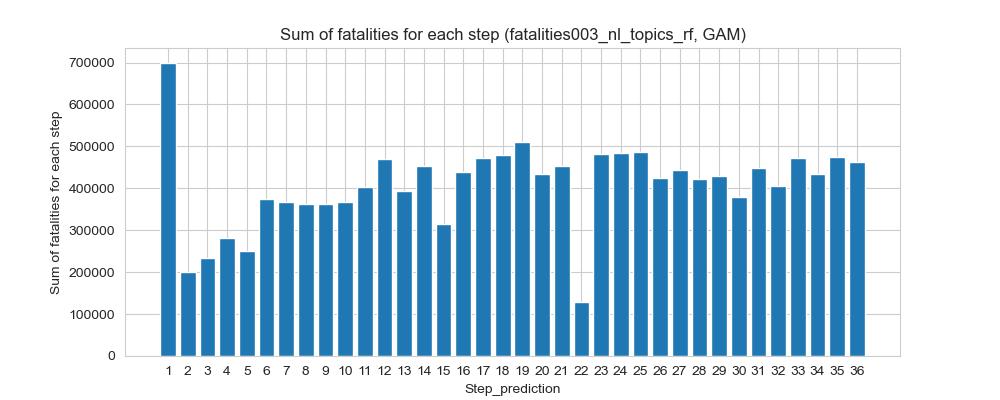 Sum of fatalities for each step (fatalities003_nl_topics_rf, GAM)
Sum of fatalities for each step
700000
600000
500000
400000
300000
200000
100000
0
1 2 3 4 5 6 7 8 9 10 11 12 13 14 15 16 17 18 19 20 21 22 23 24 25 26 27 28 29 30 31 32 33 34 35 36
Step_prediction